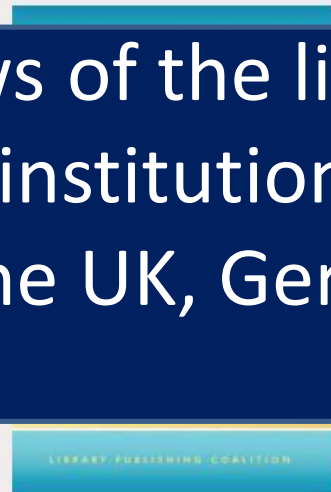 ws of the li
institution
he UK, Ger
LIBRARY PUBLISHING COALITION